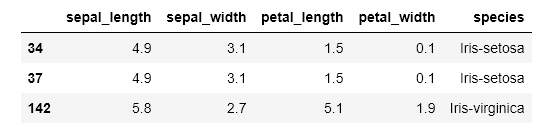 sepal_length sepal_width petal_length petal_width species
34 4.9 3.1 1.5 0.1 Iris-setosa
37 4.9 3.1 1.5 0.1 Iris-setosa
142 5.8 2.7 5.1 1.9 Iris-virginica